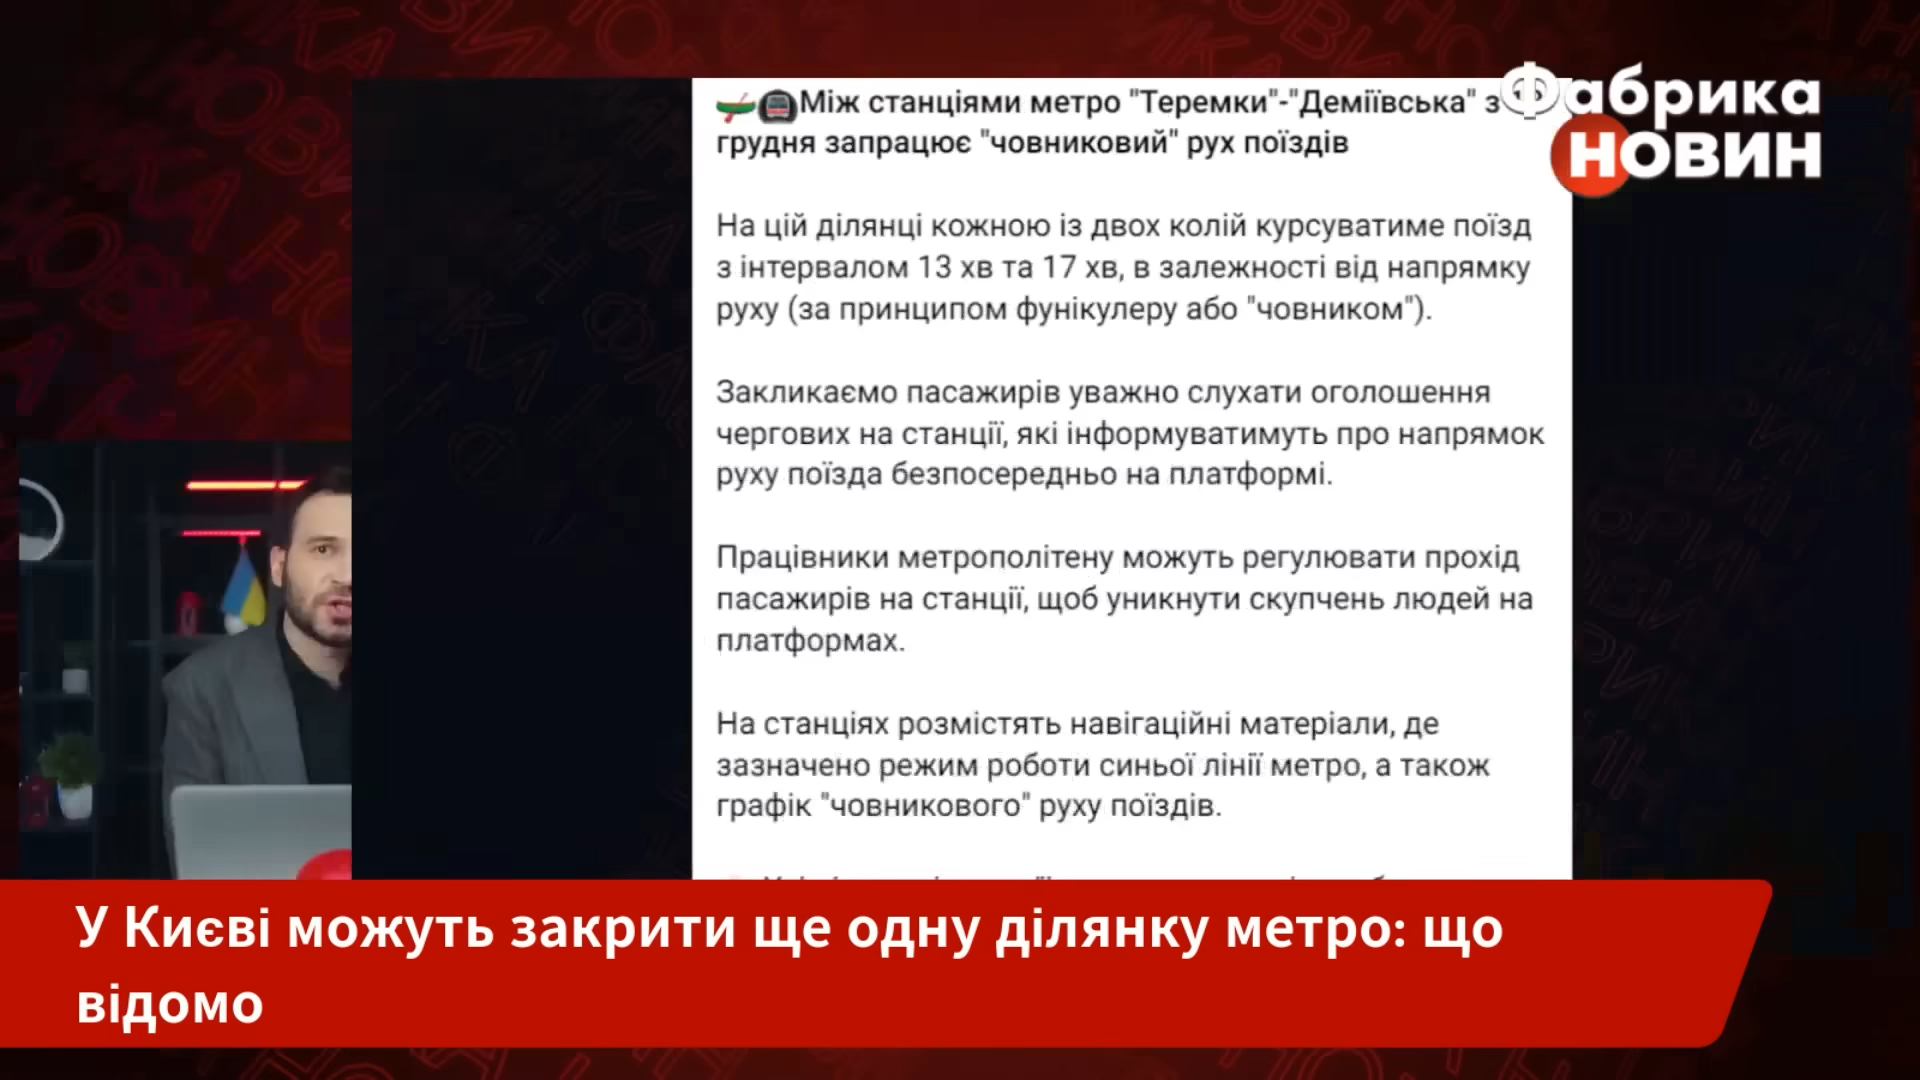 Між станціями метро "Теремки"-"Деміївська" з
грудня запрацює "човниковий" рух поїздів
На цій ділянці кожною із двох колій курсуватиме поїзд
з інтервалом 13 хв та 17 хв, в залежності від напрямку
руху (за принципом фунікулеру або "човником").
Закликаємо пасажирів уважно слухати оголошення
чергових на станції, які інформуватимуть про напрямок
руху поїзда безпосередньо на платформі.
Працівники метрополітену можуть регулювати прохід
пасажирів на станції, щоб уникнути скупчень людей на
платформах.
На станціях розмістять навігаційні матеріали, де
зазначено режим роботи синьої лінії метро, а також
графік "човникового" руху поїздів.
Фабрика
НОВИН
У Києві можуть закрити ще одну ділянку метро: що
відомо